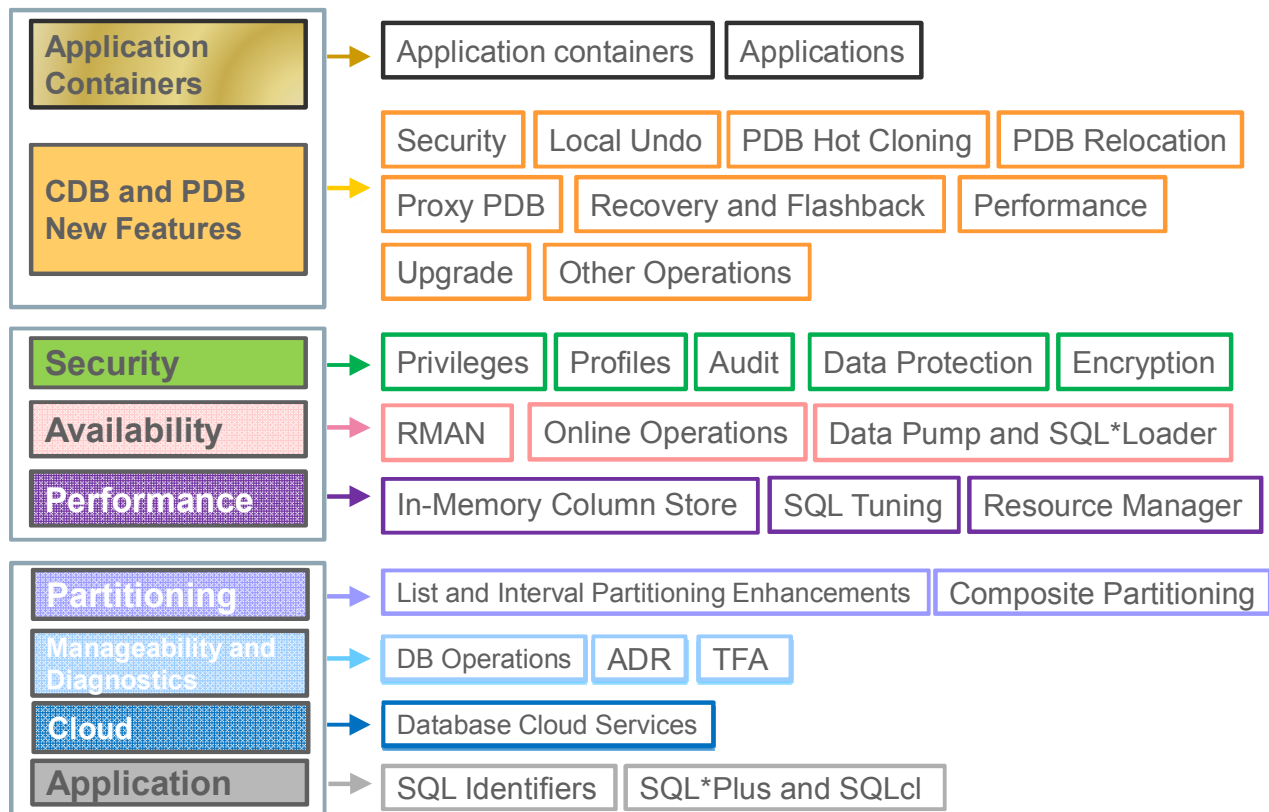 Application
Containers
Application containers
Applications
CDB and PDB
New Features
Security
Local Undo
PDB Hot Cloning
PDB Relocation
Proxy PDB
Recovery and Flashback
Performance
Upgrade
Other Operations
Security
Privileges
Profiles
Audit
Data Protection
Encryption
Availability
RMAN
Online Operations
Data Pump and SQL*Loader
Performance
In-Memory Column Store
SQL Tuning
Resource Manager
Partitioning
List and Interval Partitioning Enhancements
Composite Partitioning
Manageability and
Diagnostics
DB Operations
ADR
TFA
Cloud
Database Cloud Services
Application
SQL Identifiers
SQL*Plus and SQLcl